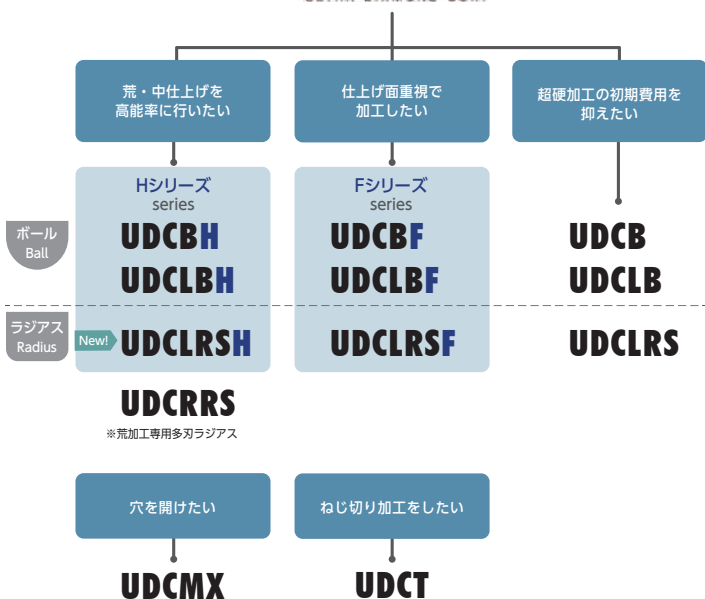 荒・中仕上げを
高能率に行いたい
仕上げ面重視で
加工したい
超硬加工の初期費用を
抑えたい
Hシリーズ
series
Fシリーズ
series
ボール
Ball
UDCBH
UDCBF
UDCB
UDCLBH
UDCLBF
UDCLB
ラジアス
Radius
New!
UDCLRSH
UDCLRSF
UDCLRS
UDCRRS
※荒加工専用多刃ラジアス
穴を開けたい
ねじ切り加工をしたい
UDCMX
UDCT